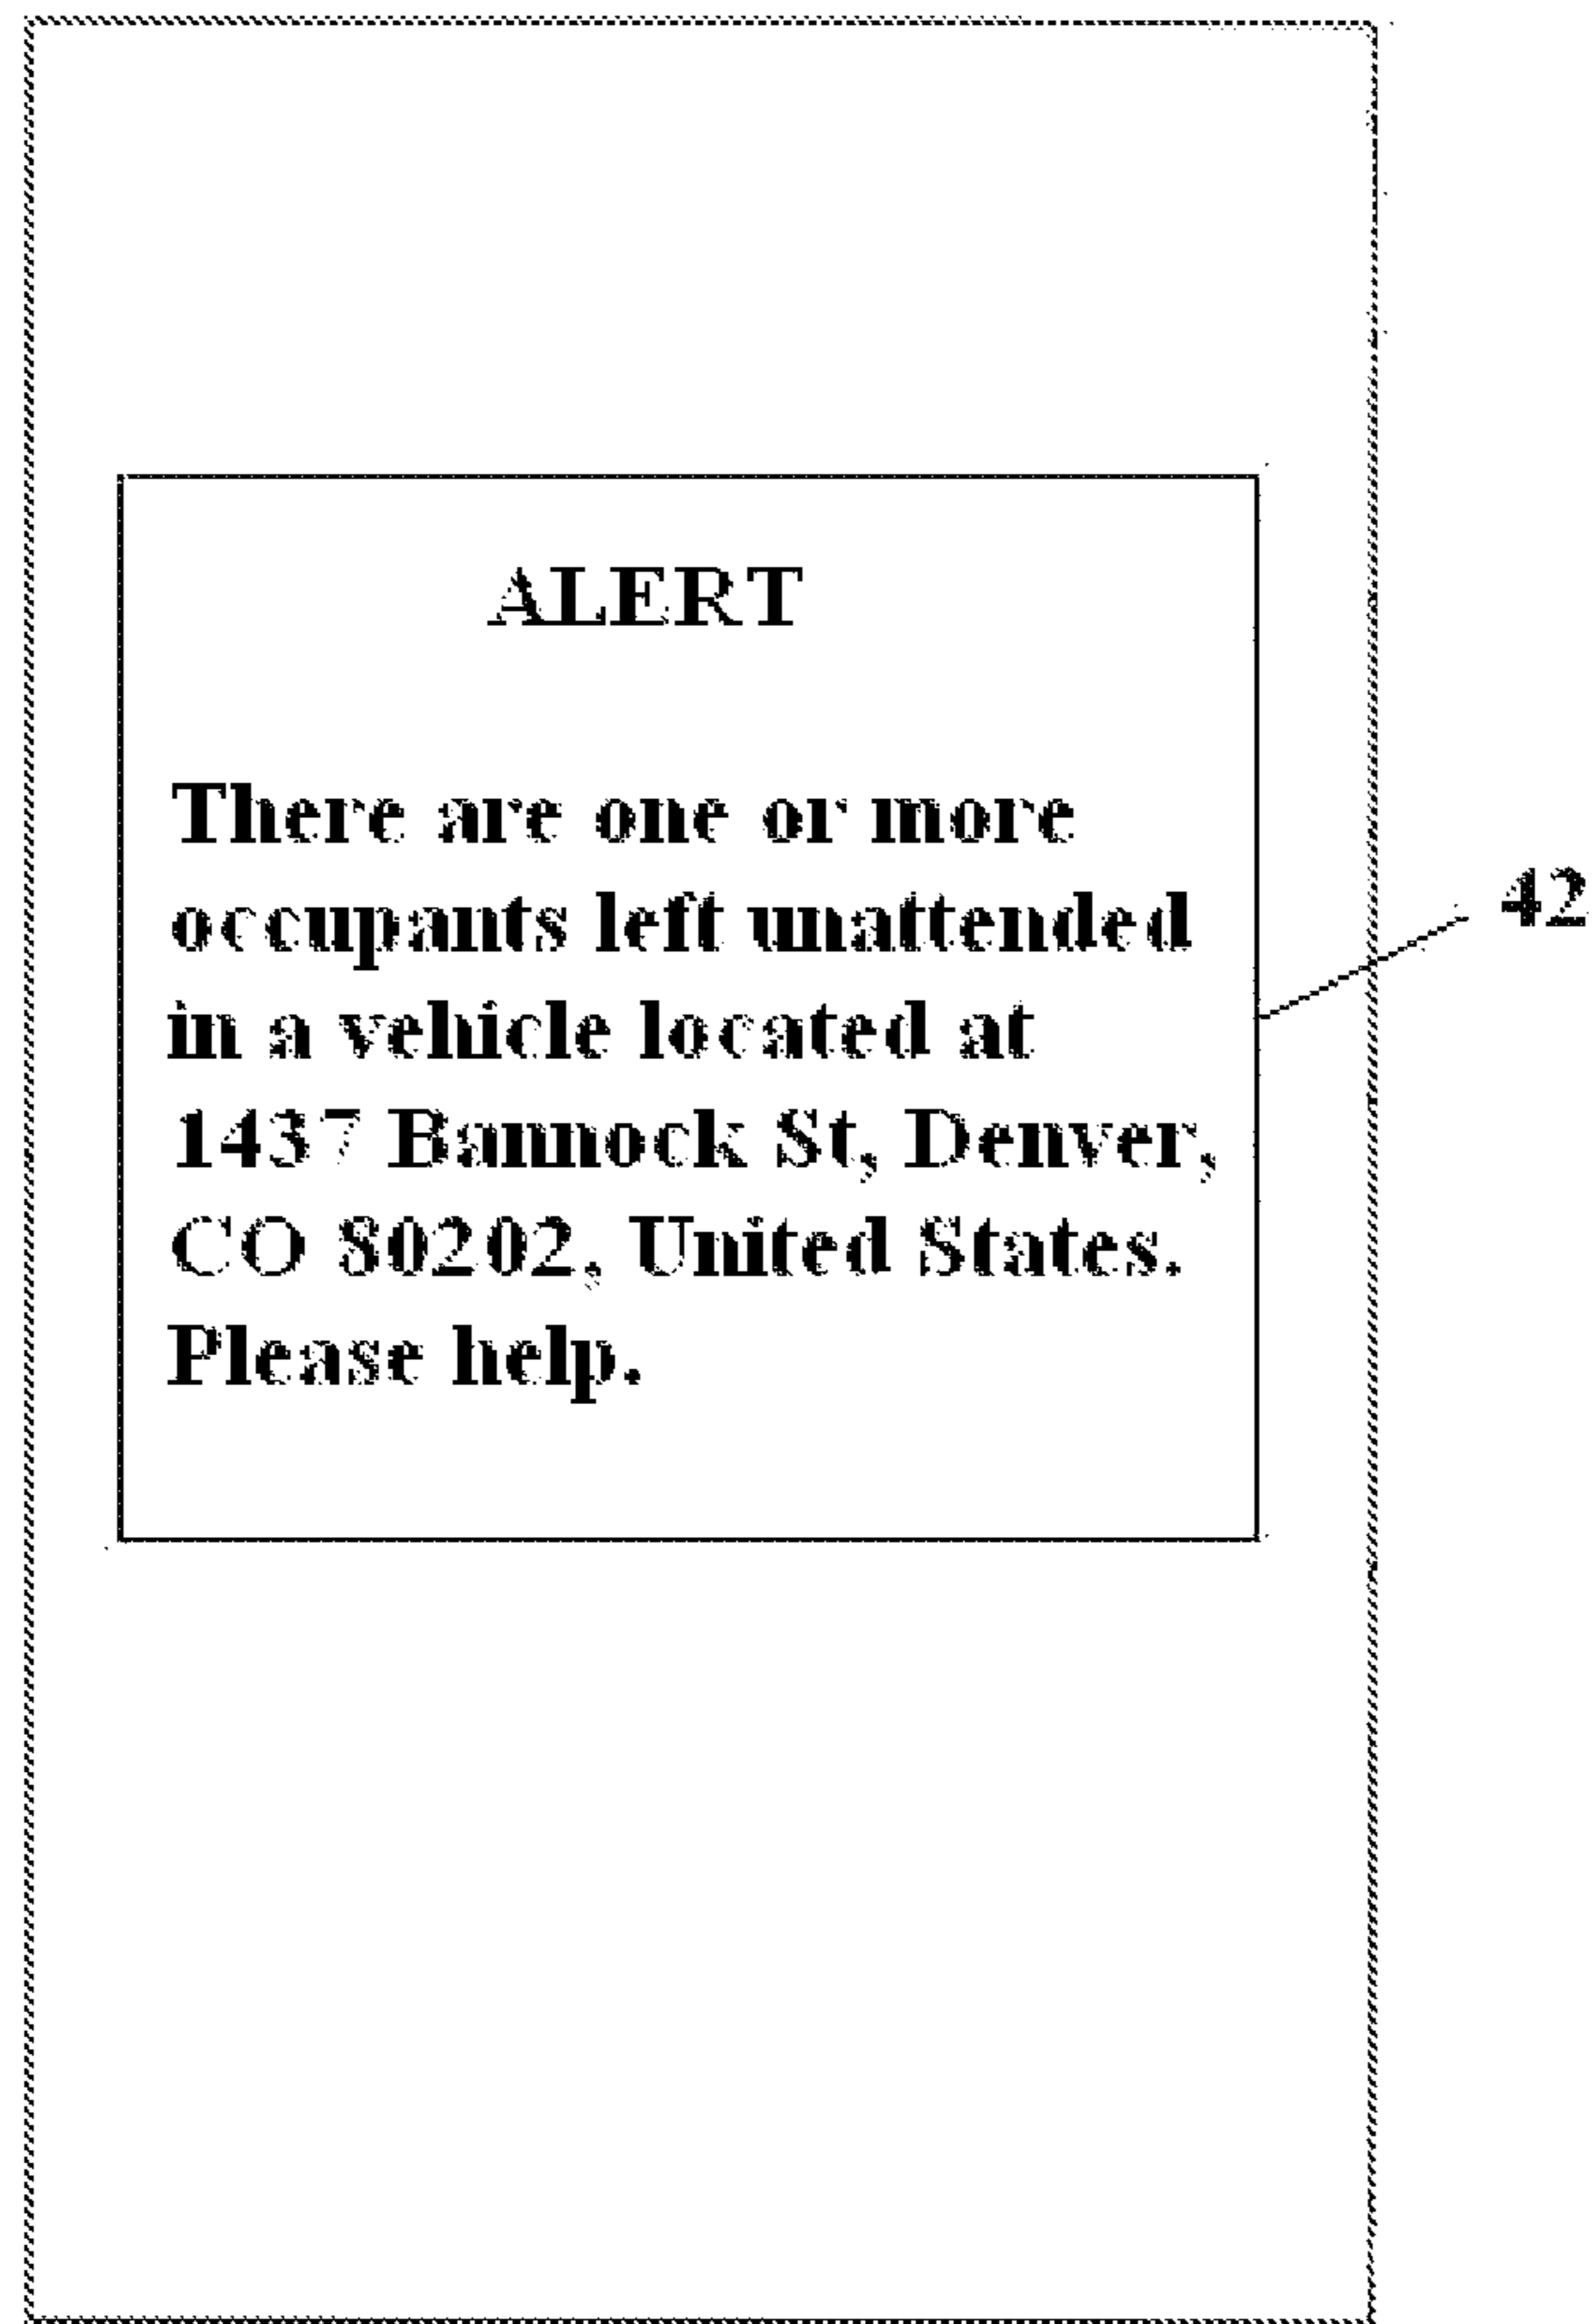 ALERT
There are one or more
occupants left unattended
in a vehicle located at
1437 Bannock St, Denver,
CO 80202, United States.
Please help.
42